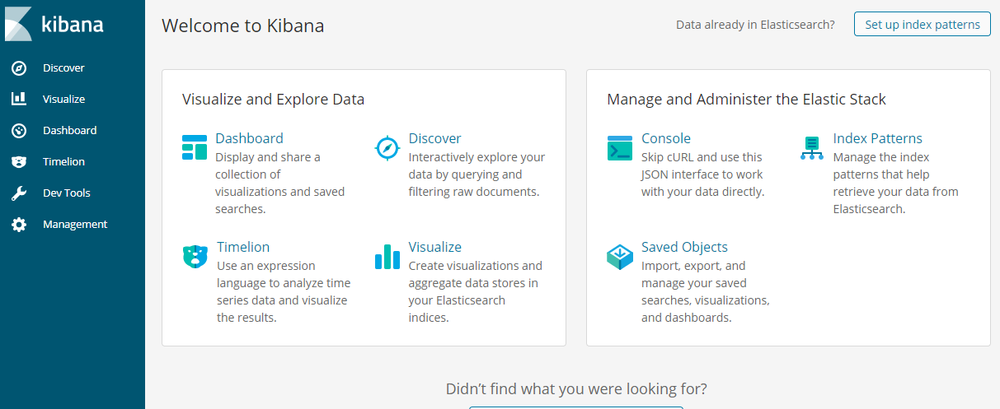 kibana
Discover
Visualize
Dashboard
Timelion
Dev Tools
Management
Welcome to Kibana
Data already in Elasticsearch?
Set up index patterns
Visualize and Explore Data
Dashboard
Display and share a
collection of
visualizations and saved
searches.
Discover
Interactively explore your
data by querying and
filtering raw documents.
Timelion
Use an expression
language to analyze time
series data and visualize
the results.
Visualize
Create visualizations and
aggregate data stores in
your Elasticsearch
indices.
Manage and Administer the Elastic Stack
Console
Skip cURL and use this
JSON interface to work
with your data directly.
Index Patterns
Manage the index
patterns that help
retrieve your data from
Elasticsearch.
Saved Objects
Import, export, and
manage your saved
searches, visualizations,
and dashboards.
Didn’t find what you were looking for?